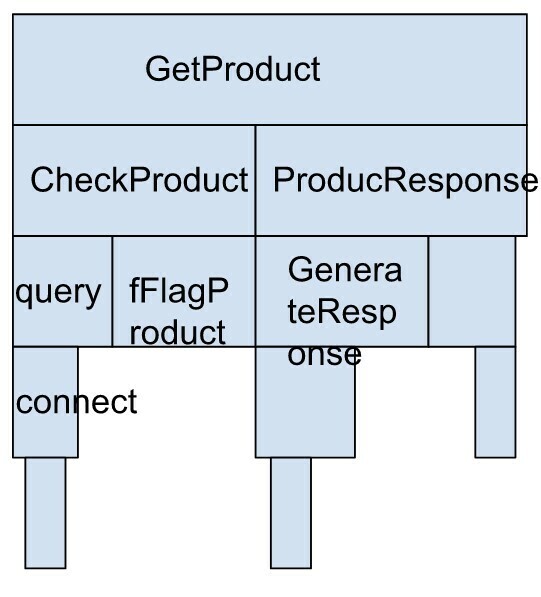 GetProduct
CheckProduct ProducResponse
query
fFlagP
roduct
Genera
teResp
onse
connect